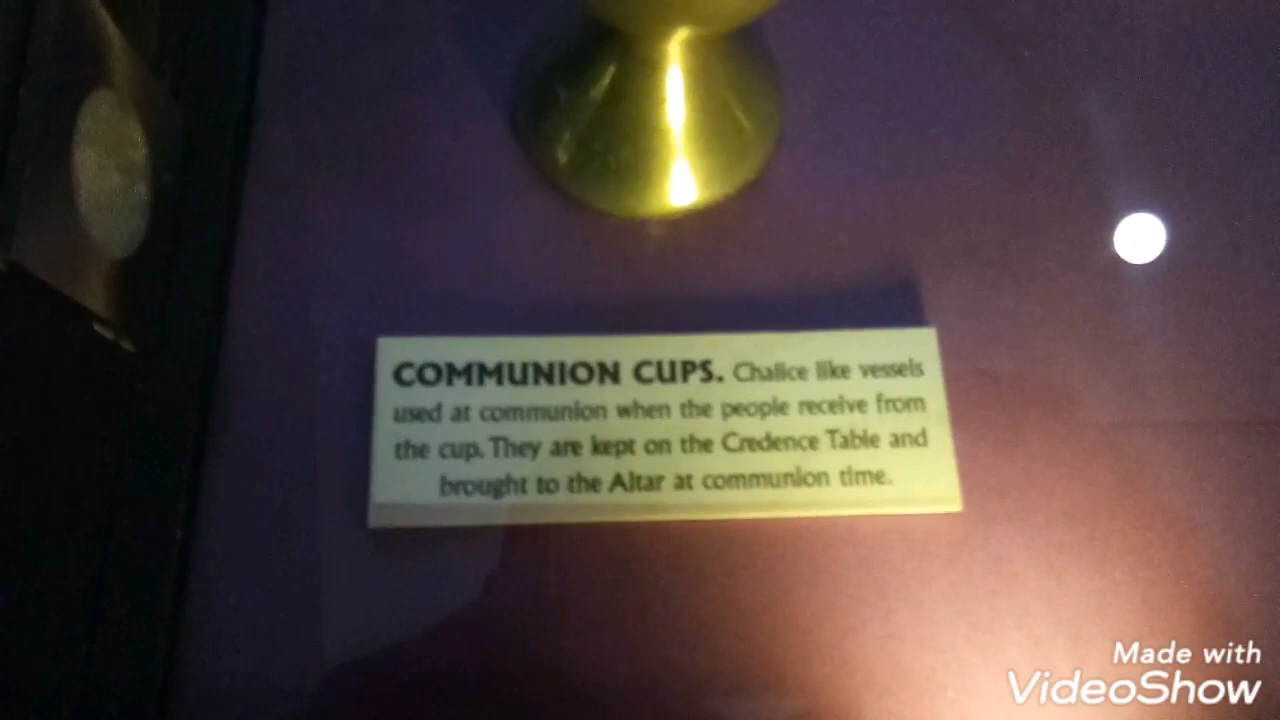 COMMUNION CUPS. Chalice like vessels
used at communion when the people receive from
the cup. They are kept on the Credence Table and
brought to the Altar at communion time.
Made with
VideoShow